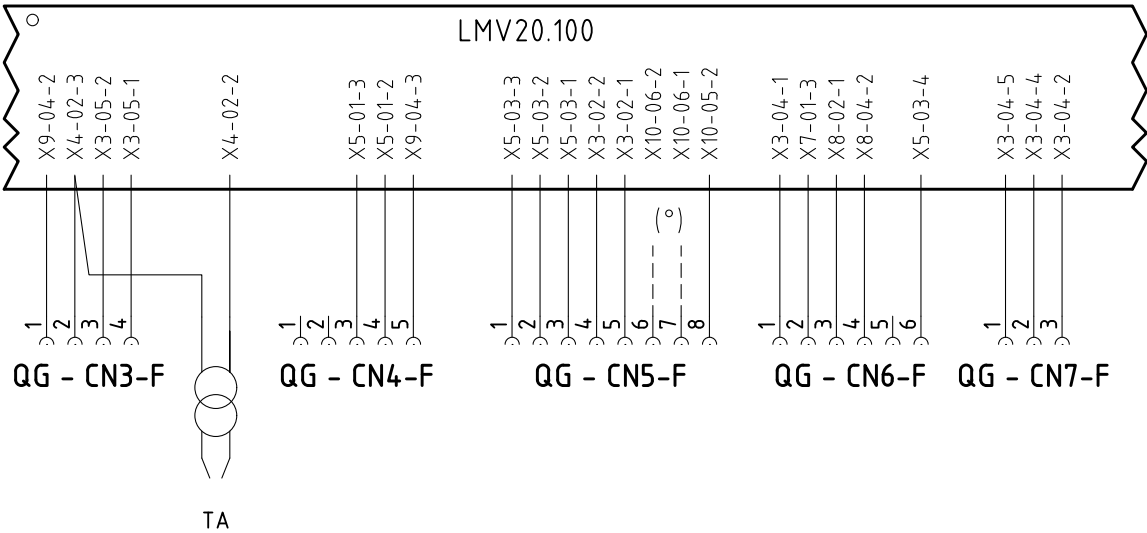 LMV20.100
X9-04-2
X4-02-3
X3-05-2
X3-05-1
X4-02-2
X5-01-3
X5-01-2
X9-04-3
X5-03-3
X5-03-2
X5-03-1
X3-02-2
X3-02-1
X10-06-2
X10-06-1
X10-05-2
X3-04-1
X7-01-3
X8-02-1
X8-04-2
X5-03-4
X3-04-5
X3-04-4
X3-04-2
(°)
1 2 3 4
1 2 3 4 5
1 2 3 4 5 6 7 8
1 2 3 4 5 6
1 2 3
QG - CN3-F
QG - CN4-F
QG - CN5-F
QG - CN6-F
QG - CN7-F
TA